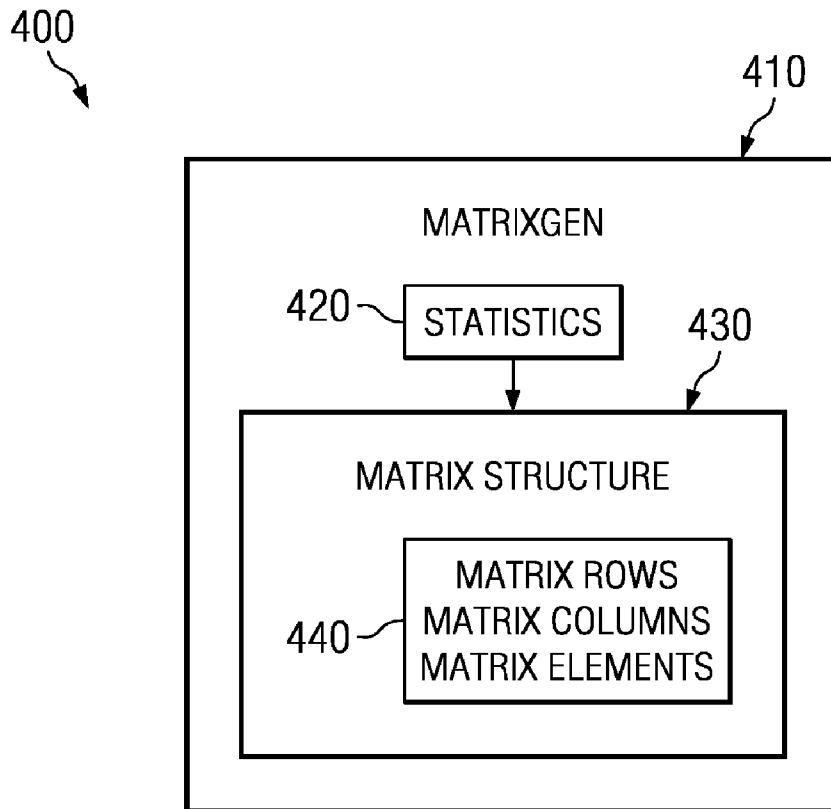 400
410
MATRIXGEN
420
STATISTICS
430
MATRIX STRUCTURE
MATRIX ROWS
440
MATRIX COLUMNS
MATRIX ELEMENTS